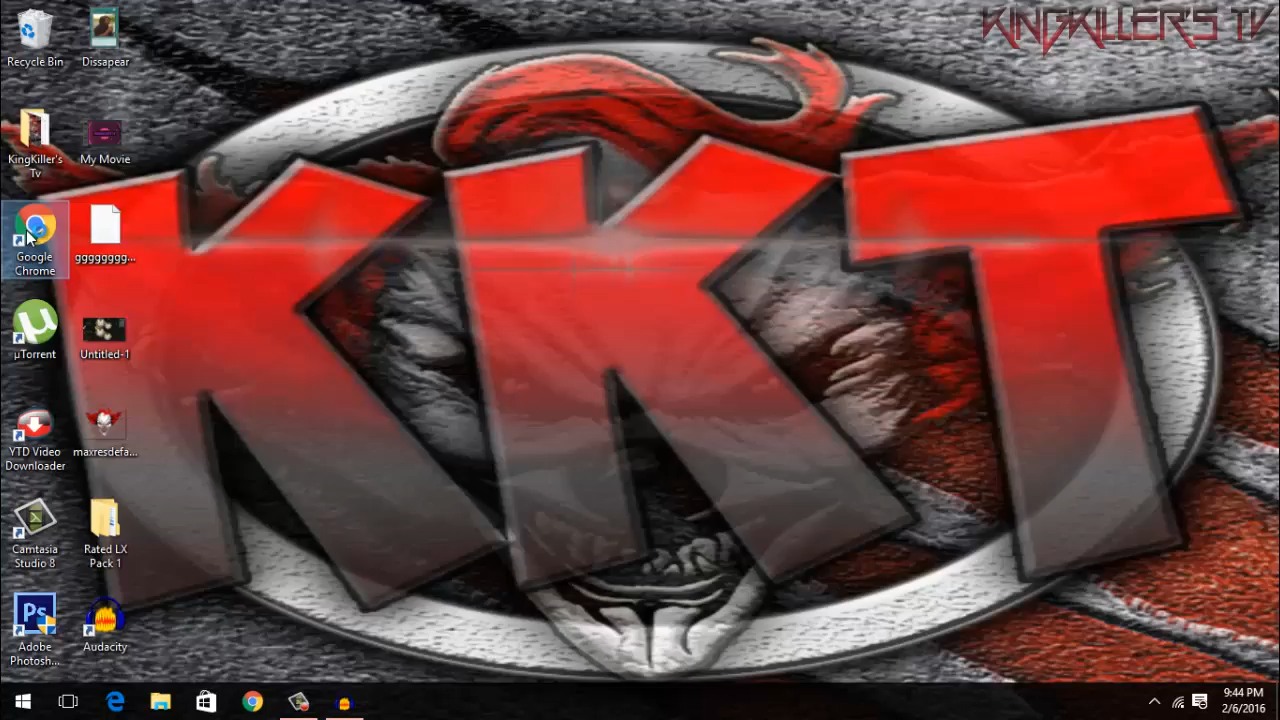 KINGKILLER'S TV
KKT
Recycle Bin
Dissapear
KingKiller's
Tv
My Movie
Google
Chrome
ggggggggg...
µTorrent
Untitled-1
YTD Video
Downloader
maxresdefa...
Camtasia
Studio 8
Rated LX
Pack 1
Ps
Adobe
Photosh...
Audacity
9:44 PM
2/6/2016